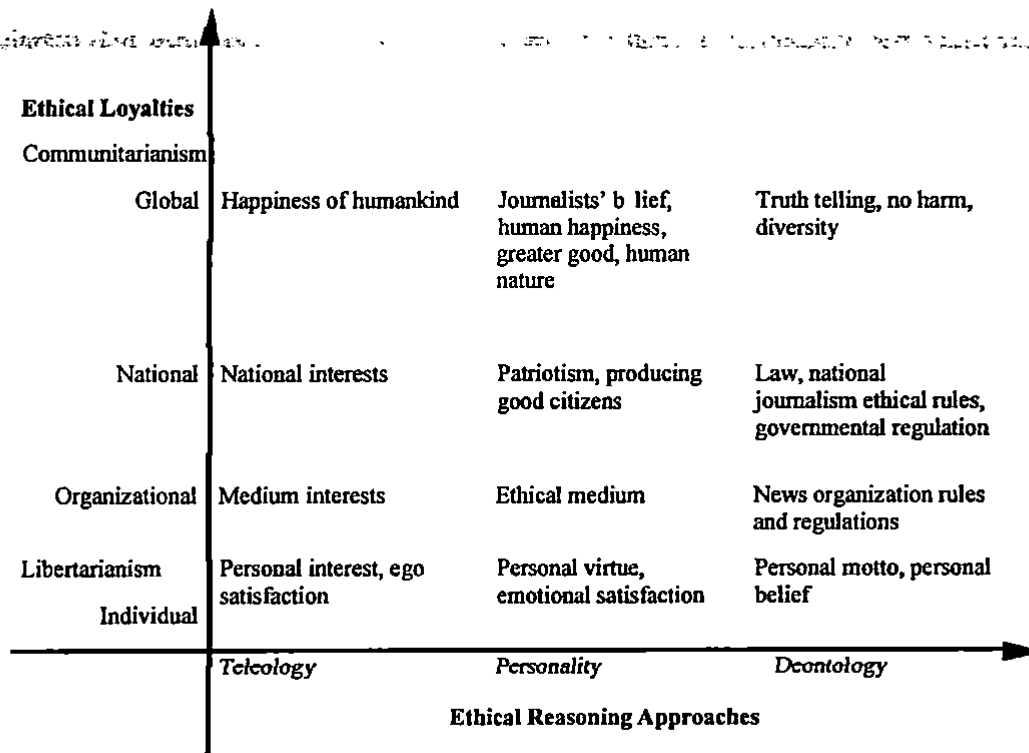 Ethical Loyalties
Communitarianism
Global
Happiness of humankind
Journalists' b lief,
human happiness,
greater good, human
nature
Truth telling, no harm,
diversity
National
National interests
Patriotism, producing
good citizens
Law, national
journalism ethical rules,
governmental regulation
Organizational
Medium interests
Ethical medium
News organization rules
and regulations
Libertarianism
Individual
Personal interest, ego
satisfaction
Personal virtue,
emotional satisfaction
Personal motto, personal
belief
Teleology
Personality
Deontology
Ethical Reasoning Approaches